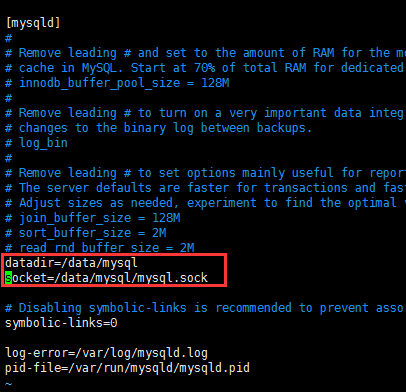 [mysqld]
#
# Remove leading # and set to the amount of RAM for the mo
# cache in MySQL. Start at 70% of total RAM for dedicated
# innodb_buffer_pool_size = 128M
#
# Remove leading # to turn on a very important data integ
# changes to the binary log between backups.
# log_bin
#
# Remove leading # to set options mainly useful for report
# The server defaults are faster for transactions and fast
# Adjust sizes as needed, experiment to find the optimal v
# join_buffer_size = 128M
# sort_buffer_size = 2M
# read_rnd_buffer_size = 2M
datadir=/data/mysql
socket=/data/mysql/mysql.sock
# Disabling symbolic-links is recommended to prevent asso
symbolic-links=0
log-error=/var/log/mysqld.log
pid-file=/var/run/mysqld/mysqld.pid
~